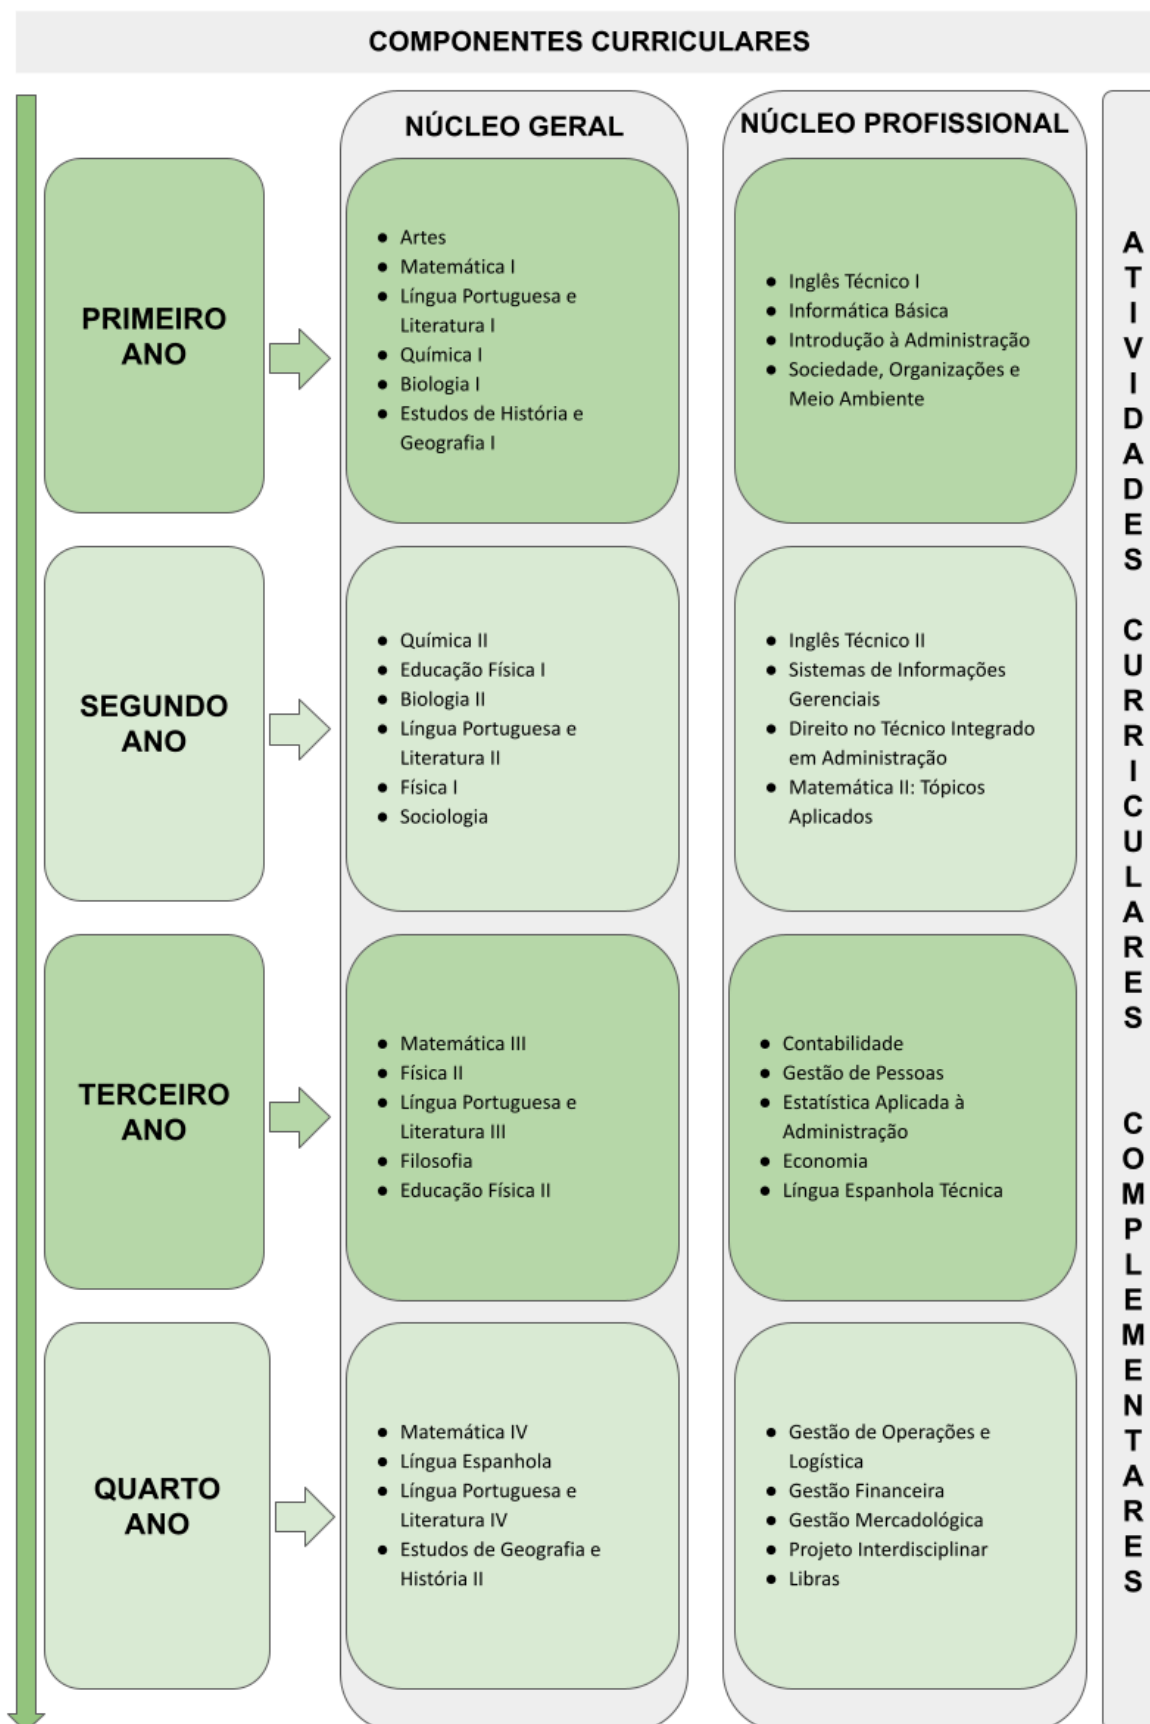 COMPONENTES CURRICULARES
NÚCLEO GERAL
NÚCLEO PROFISSIONAL
PRIMEIRO
ANO
● Artes
● Matemática I
● Língua Portuguesa e
Literatura I
● Química I
● Biologia I
● Estudos de História e
Geografia I
● Inglês Técnico I
● Informática Básica
● Introdução à Administração
● Sociedade, Organizações e
Meio Ambiente
SEGUNDO
ANO
● Química II
● Educação Física I
● Biologia II
● Língua Portuguesa e
Literatura II
● Física I
● Sociologia
● Inglês Técnico II
● Sistemas de Informações
Gerenciais
● Direito no Técnico Integrado
em Administração
● Matemática II: Tópicos
Aplicados
TERCEIRO
ANO
● Matemática III
● Física II
● Língua Portuguesa e
Literatura III
● Filosofia
● Educação Física II
● Contabilidade
● Gestão de Pessoas
● Estatística Aplicada à
Administração
● Economia
● Língua Espanhola Técnica
QUARTO
ANO
● Matemática IV
● Língua Espanhola
● Língua Portuguesa e
Literatura IV
● Estudos de Geografia e
História II
● Gestão de Operações e
Logística
● Gestão Financeira
● Gestão Mercadológica
● Projeto Interdisciplinar
● Libras
ATIVIDADES CURRICULARES COMPLEMENTARES